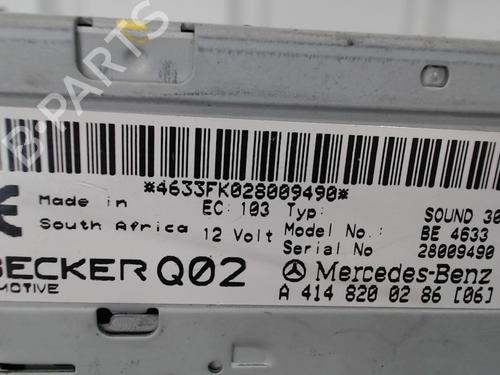 B-PARTS
*4633FK028009490*
Made in EC: 103 Typ: SOUND 30
South Africa 12 Volt Model No.: BE 4633
Serial No 28009490
BECKER Q02 Mercedes-Benz
MOTIVE A 414 820 02 86 [06]